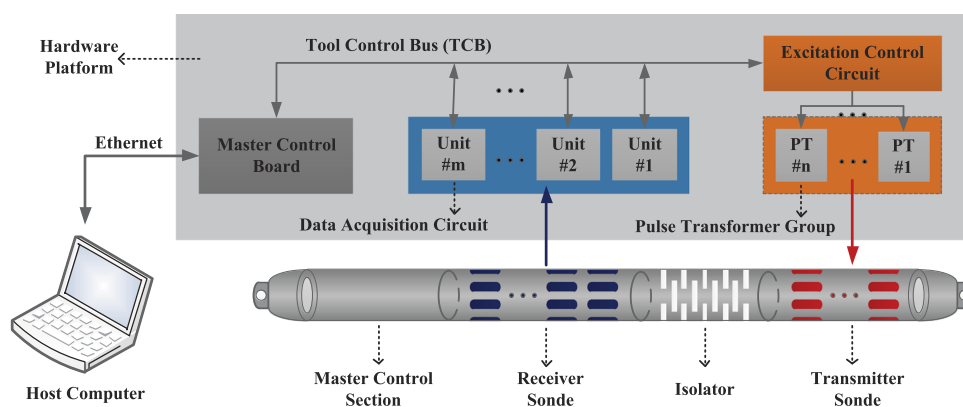 Hardware
Platform
Tool Control Bus (TCB)
Excitation Control
Circuit
Ethernet
Master Control
Board
Unit
#m
Unit
#2
Unit
#1
PT
#n
PT
#1
Data Acquisition Circuit
Pulse Transformer Group
Host Computer
Master Control
Section
Receiver
Sonde
Isolator
Transmitter
Sonde